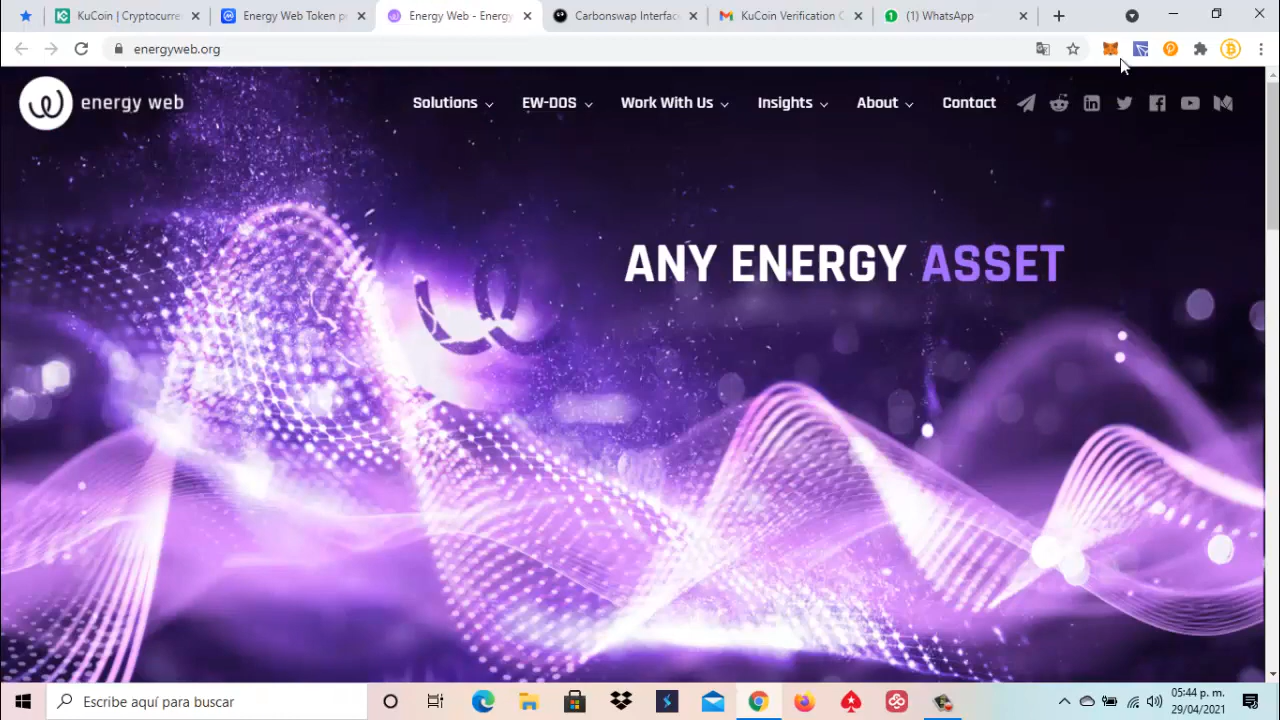 KuCoin | Cryptocurre
Energy Web Token p
Energy Web - Energy
Carbonswap Interfac
KuCoin Verification C
(1) WhatsApp
energyweb.org
energy web
Solutions
EW-DOS
Work With Us
Insights
About
Contact
ANY ENERGY ASSET
Escribe aquí para buscar
05:44 p. m.
29/04/2021